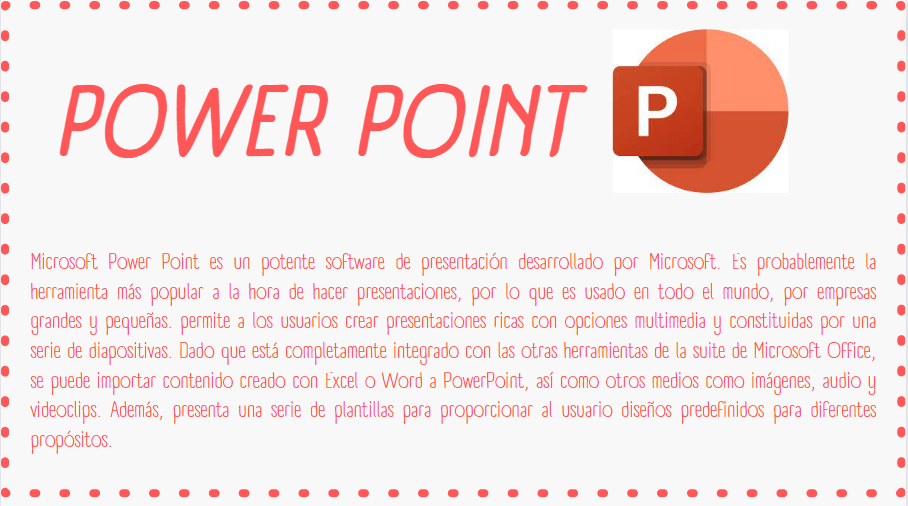 POWER POINT
P
Microsoft Power Point es un potente software de presentación desarrollado por Microsoft. Es probablemente la
herramienta más popular a la hora de hacer presentaciones, por lo que es usado en todo el mundo, por empresas
grandes y pequeñas. permite a los usuarios crear presentaciones ricas con opciones multimedia y constituidas por una
serie de diapositivas. Dado que está completamente integrado con las otras herramientas de la suite de Microsoft Office,
se puede importar contenido creado con Excel o Word a PowerPoint, así como otros medios como imágenes, audio y
videoclips. Además, presenta una serie de plantillas para proporcionar al usuario diseños predefinidos para diferentes
propósitos.